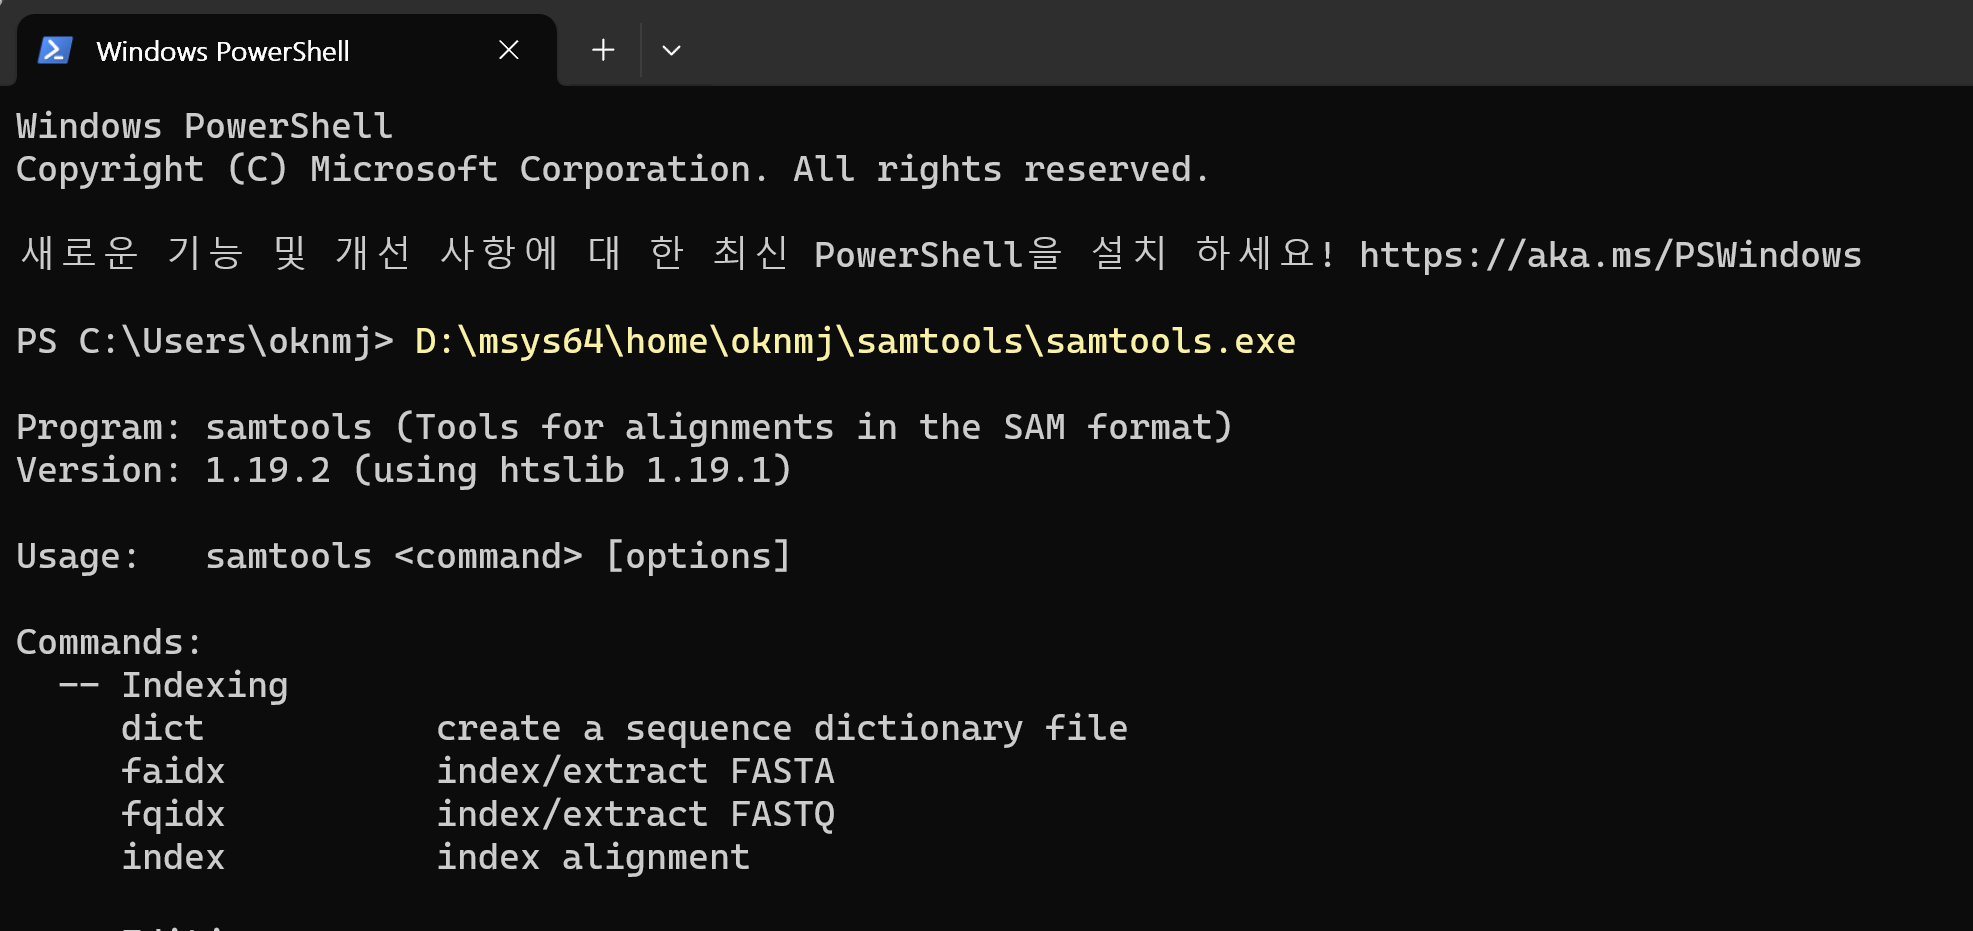 Windows PowerShell
Windows PowerShell
Copyright (C) Microsoft Corporation. All rights reserved.
새로운 기능 및 개선 사항에 대 한 최신 PowerShell을 설치 하세요! https://aka.ms/PSWindows
PS C:\Users\oknmj> D:\msys64\home\oknmj\samtools\samtools.exe
Program: samtools (Tools for alignments in the SAM format)
Version: 1.19.2 (using htslib 1.19.1)
Usage:   samtools <command> [options]
Commands:
  -- Indexing
     dict           create a sequence dictionary file
     faidx          index/extract FASTA
     fqidx          index/extract FASTQ
     index          index alignment